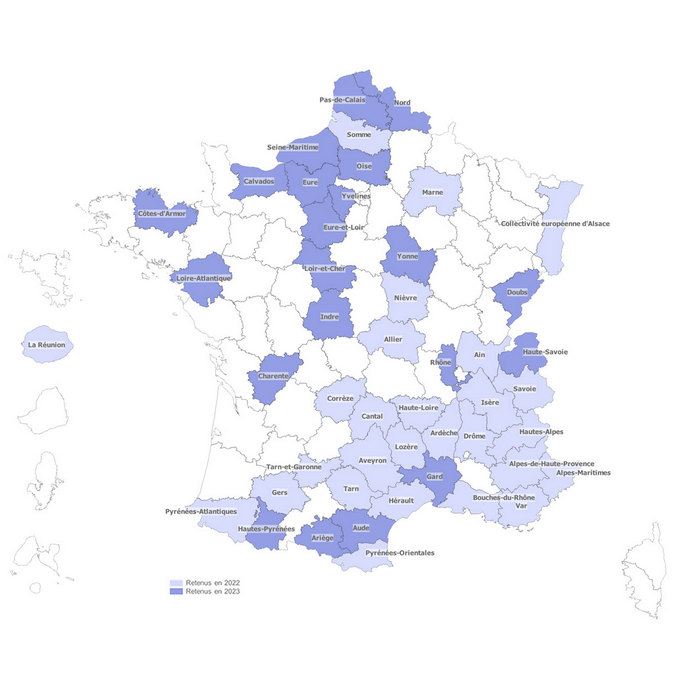 Pas-de-Calais
Nord
Somme
Seine-Maritime
Oise
Calvados
Eure
Yvelines
Marne
Côtes-d'Armor
Eure-et-Loir
Collectivité européenne d'Alsace
Yonne
Loir-et-Cher
Loire-Atlantique
Doubs
Nièvre
Indre
La Réunion
Allier
Ain
Haute-Savoie
Rhône
Charente
Savoie
Corrèze
Isère
Haute-Loire
Cantal
Hautes-Alpes
Ardèche
Drôme
Lozère
Aveyron
Alpes-de-Haute-Provence
Tarn-et-Garonne
Alpes-Maritimes
Gard
Tarn
Gers
Bouches-du-Rhône
Hérault
Var
Pyrénées-Atlantiques
Hautes-Pyrénées
Aude
Ariège
Pyrénées-Orientales
Retenus en 2022
Retenus en 2023